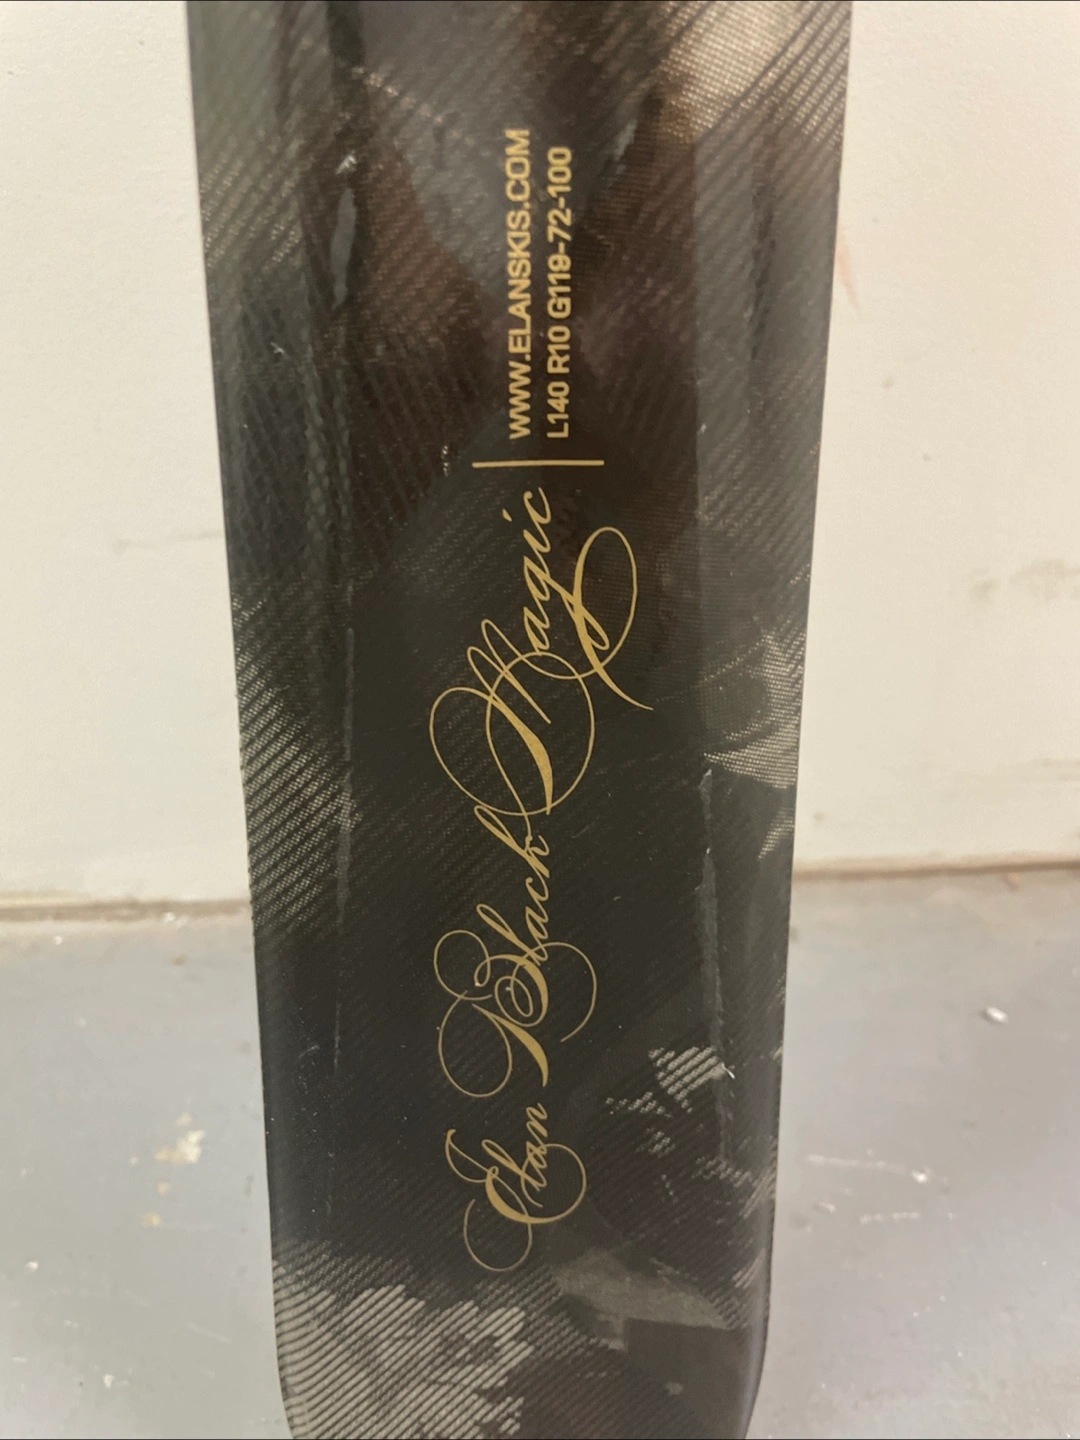 Elan Black Magic
WWW.ELANSKIS.COM
L140 R10 G119-72-100